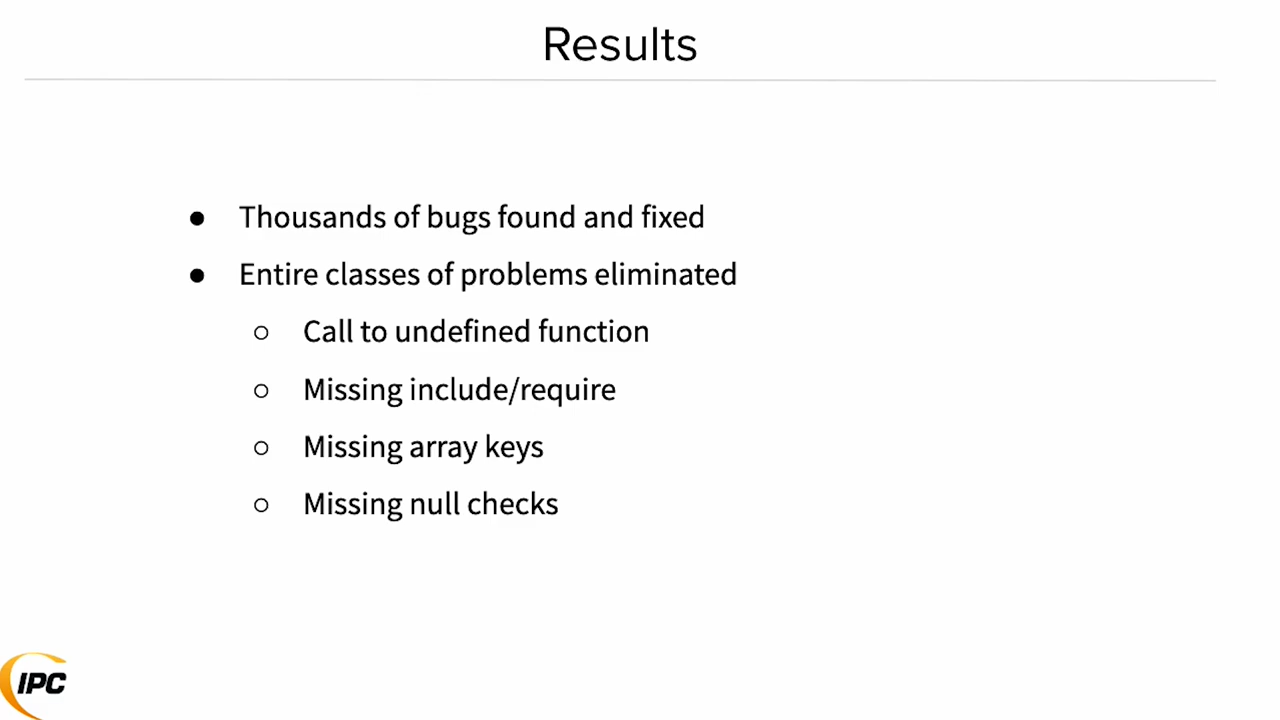 Results
● Thousands of bugs found and fixed
● Entire classes of problems eliminated
○ Call to undefined function
○ Missing include/require
○ Missing array keys
○ Missing null checks
IPC